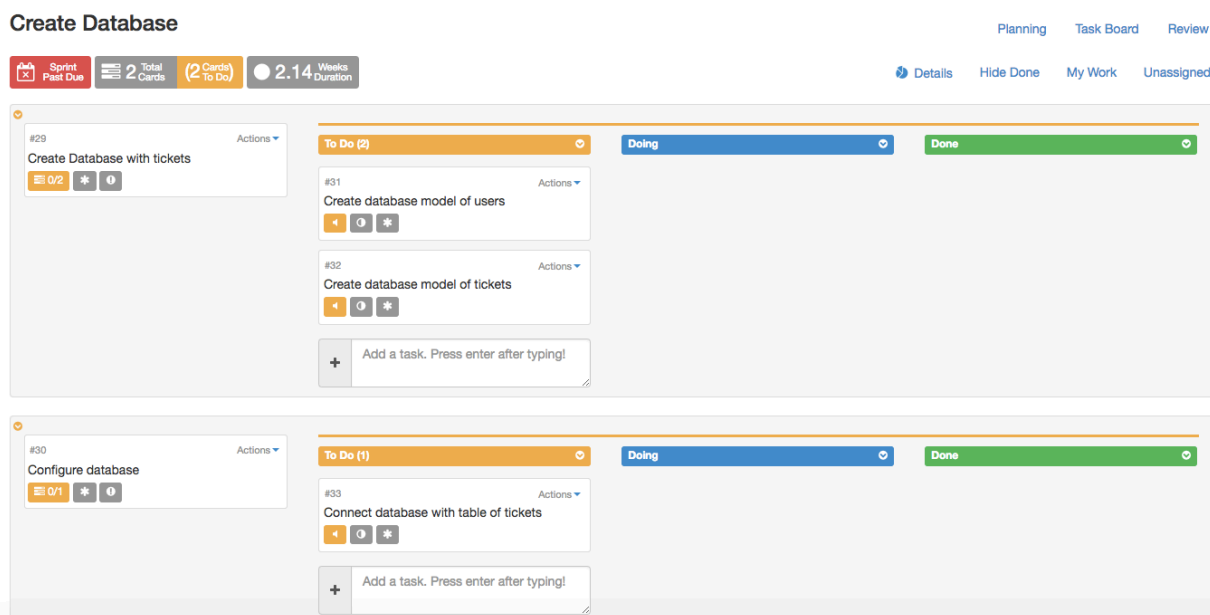 Create Database
Planning Task Board Review
Sprint Past Due 2 Total Cards (2 Cards To Do) 2.14 Weeks Duration
Details Hide Done My Work Unassigned
#29 Actions
Create Database with tickets
0/2
To Do (2) Doing Done
#31 Actions
Create database model of users
#32 Actions
Create database model of tickets
+ Add a task. Press enter after typing!
#30 Actions
Configure database
0/1
To Do (1) Doing Done
#33 Actions
Connect database with table of tickets
+ Add a task. Press enter after typing!